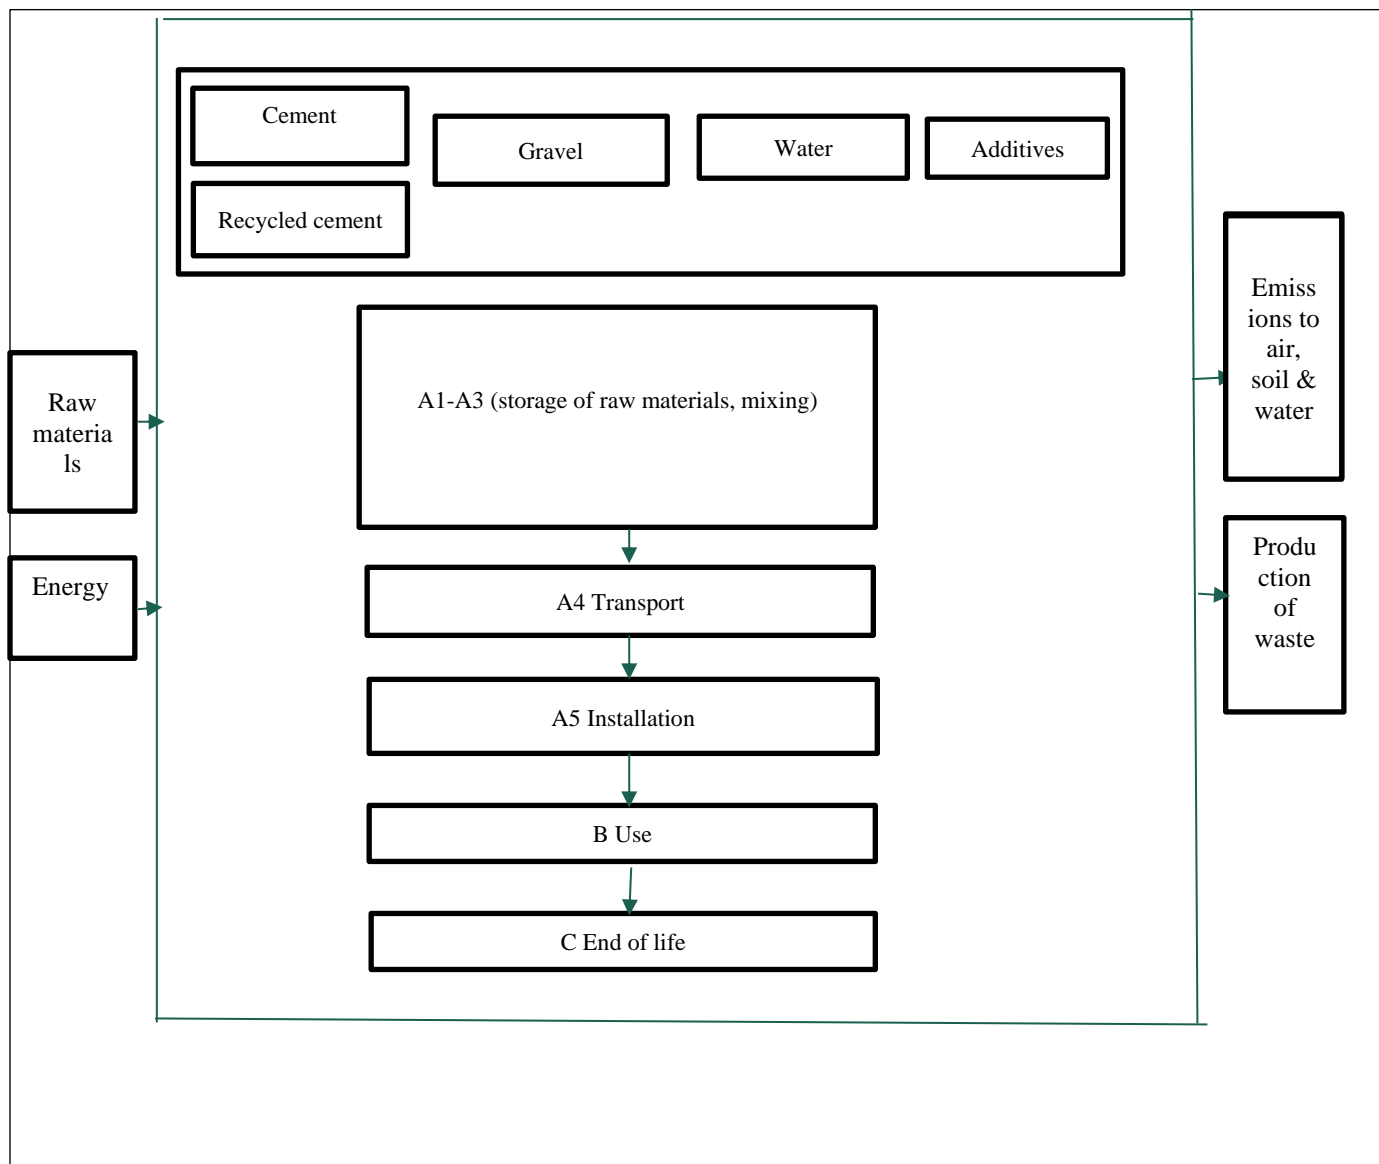 Cement
Gravel
Water
Additives
Recycled cement
Raw
materia
ls
Energy
A1-A3 (storage of raw materials, mixing)
A4 Transport
A5 Installation
B Use
C End of life
Emiss
ions to
air,
soil &
water
Produ
ction
of
waste